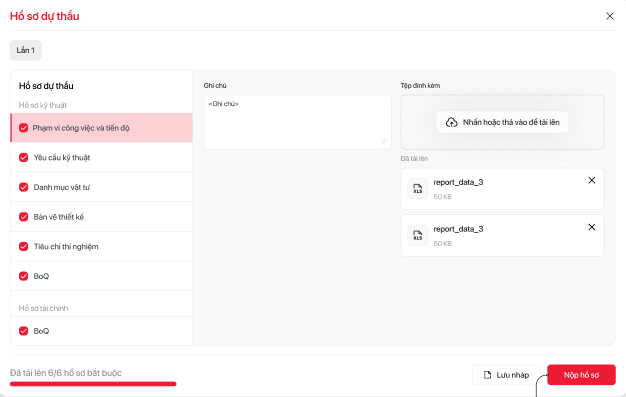 Hồ sơ dự thầu
Lần 1
Hồ sơ dự thầu
Hồ sơ kỹ thuật
Phạm vi công việc và tiến độ
Yêu cầu kỹ thuật
Danh mục vật tư
Bản vẽ thiết kế
Tiêu chí thí nghiệm
BoQ
Hồ sơ tài chính
BoQ
Ghi chú
<Ghi chú>
Tệp đính kèm
Nhấn hoặc thả vào để tải lên
Đã tải lên
XLS
report_data_3
50 KB
XLS
report_data_3
50 KB
Đã tải lên 6/6 hồ sơ bắt buộc
Lưu nháp
Nộp hồ sơ